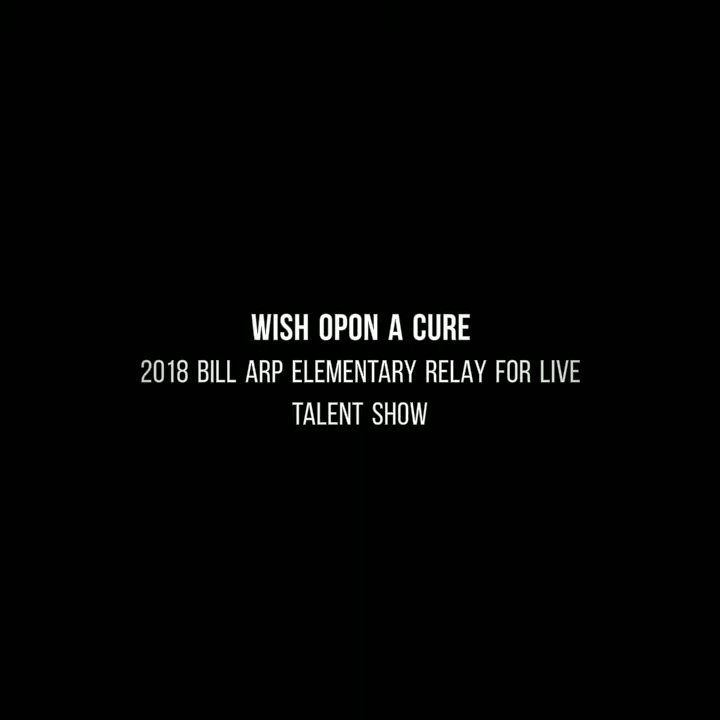 WISH OPON A CURE
2018 BILL ARP ELEMENTARY RELAY FOR LIVE
TALENT SHOW